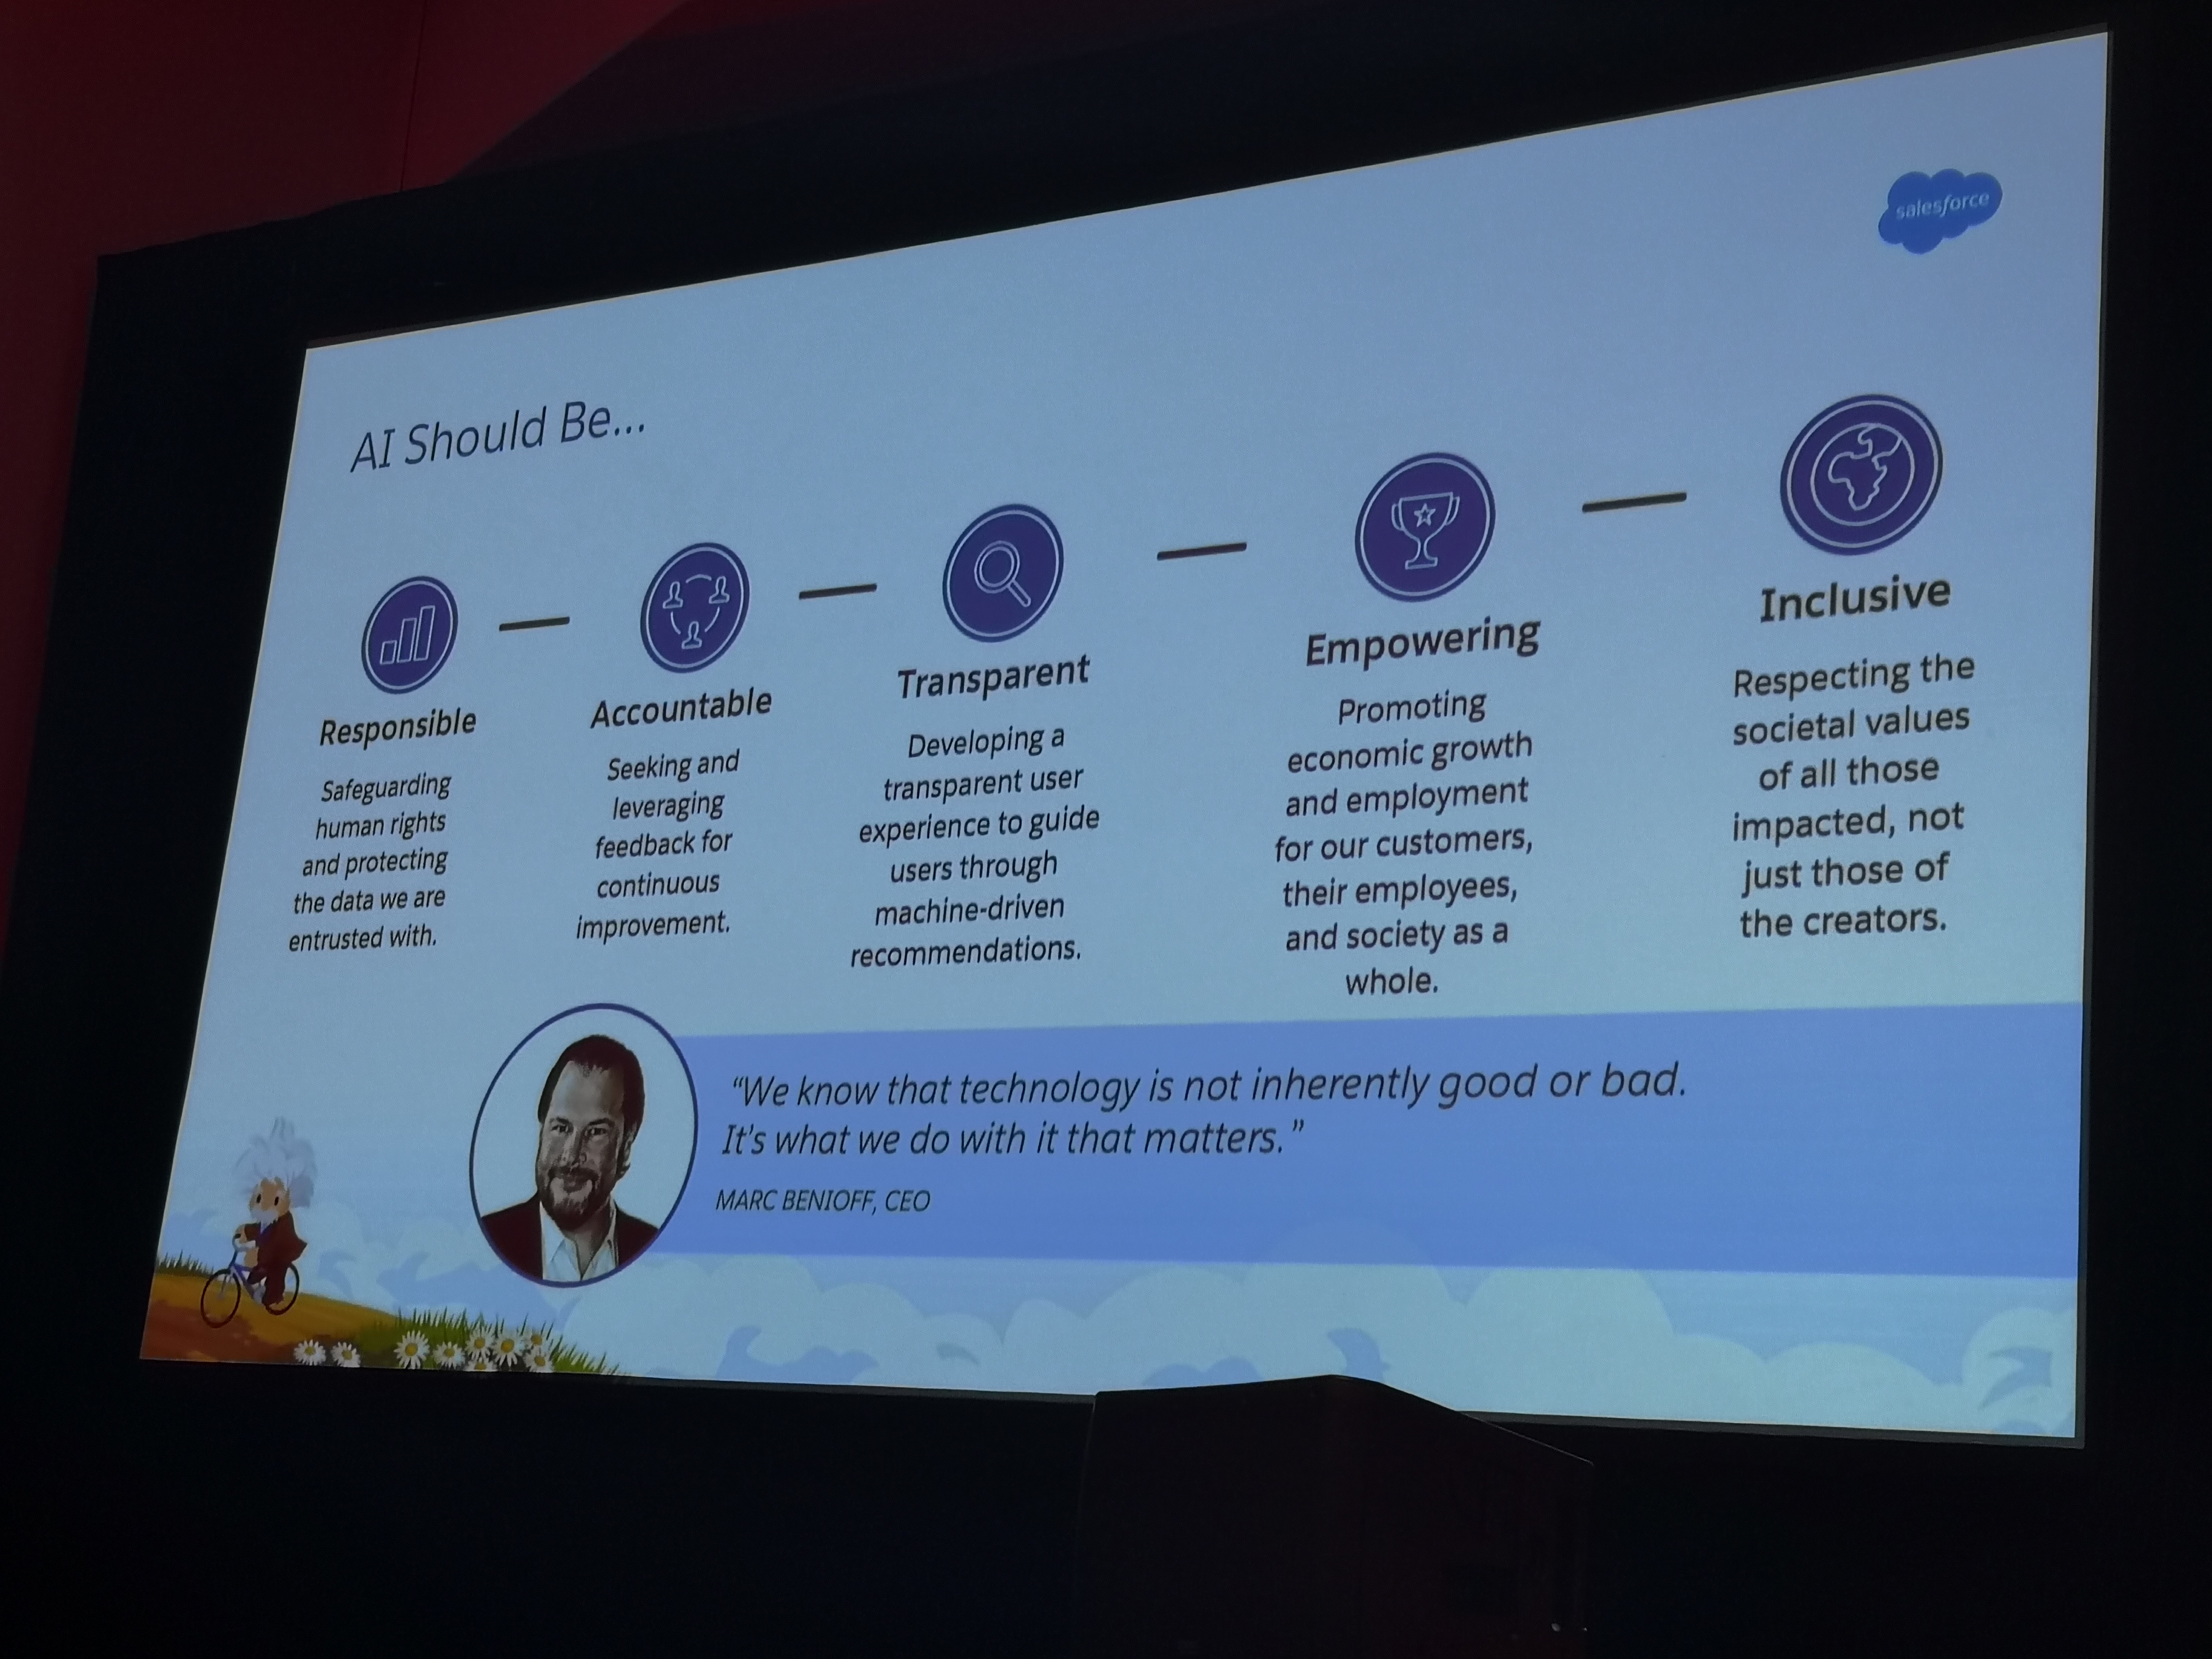 salesforce
AI Should Be...
Responsible
Safeguarding
human rights
and protecting
the data we are
entrusted with.
Accountable
Seeking and
leveraging
feedback for
continuous
improvement.
Transparent
Developing a
transparent user
experience to guide
users through
machine-driven
recommendations.
Empowering
Promoting
economic growth
and employment
for our customers,
their employees,
and society as a
whole.
Inclusive
Respecting the
societal values
of all those
impacted, not
just those of
the creators.
“We know that technology is not inherently good or bad.
It’s what we do with it that matters.”
MARC BENIOFF, CEO